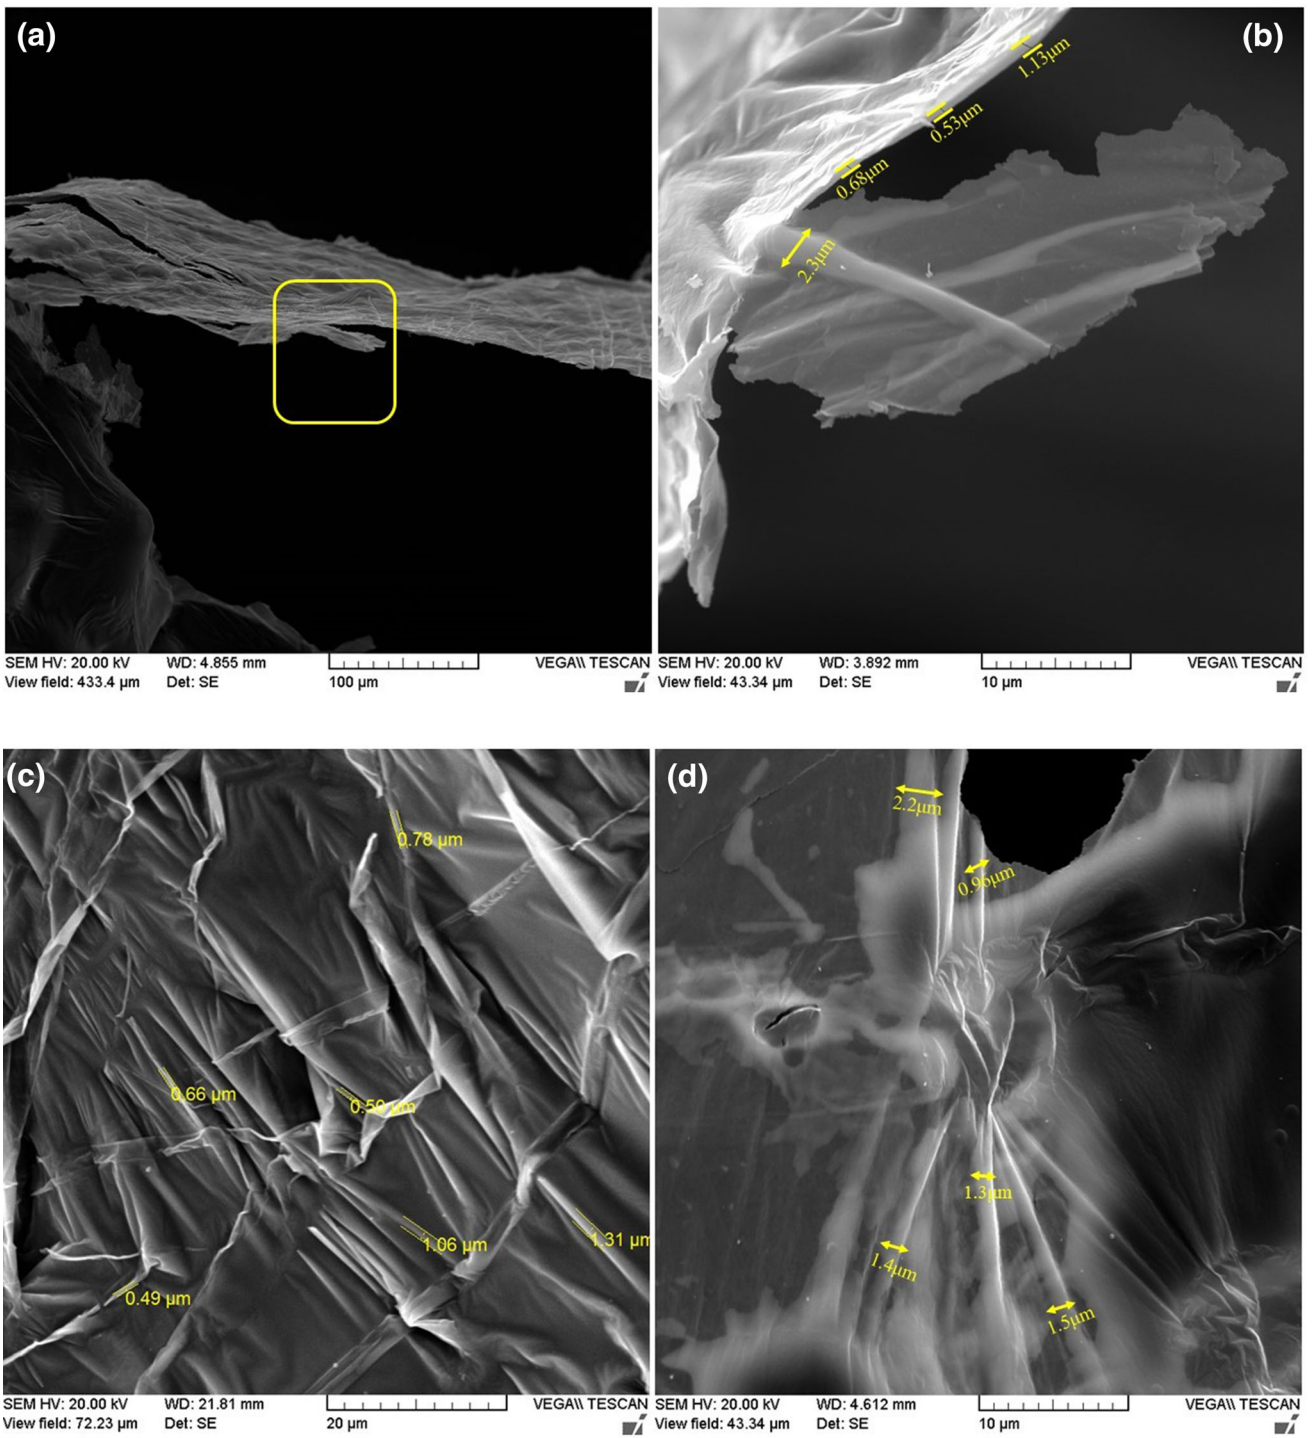 (a)
(b)
1.13µm
0.53µm
0.68µm
2.3µm
SEM HV: 20.00 kV WD: 4.855 mm VEGA\\ TESCAN
View field: 433.4 µm Det: SE 100 µm
SEM HV: 20.00 kV WD: 3.892 mm VEGA\\ TESCAN
View field: 43.34 µm Det: SE 10 µm
(c)
0.78 µm
0.66 µm
0.50 µm
1.06 µm
1.31 µm
0.49 µm
(d)
2.2µm
0.96µm
1.3µm
1.4µm
1.5µm
SEM HV: 20.00 kV WD: 21.81 mm VEGA\\ TESCAN
View field: 72.23 µm Det: SE 20 µm
SEM HV: 20.00 kV WD: 4.612 mm VEGA\\ TESCAN
View field: 43.34 µm Det: SE 10 µm